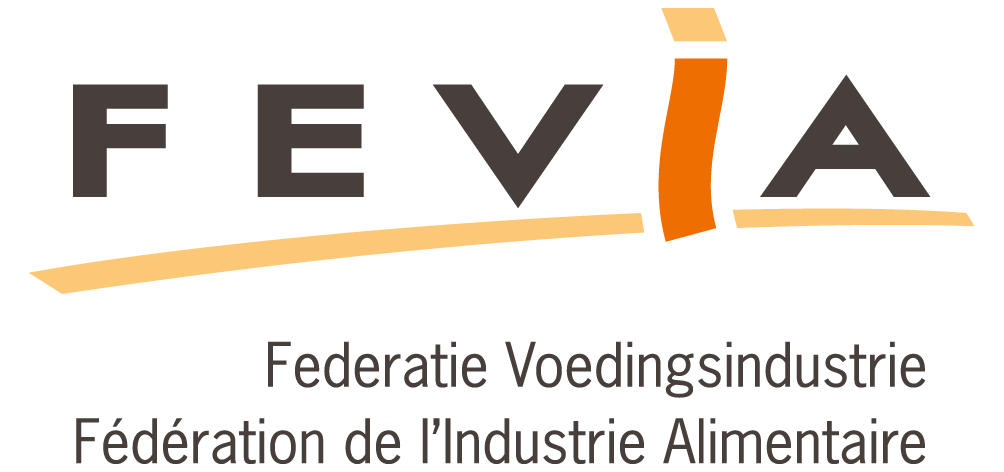 FEViA
Federatie Voedingsindustrie
Fédération de l'Industrie Alimentaire